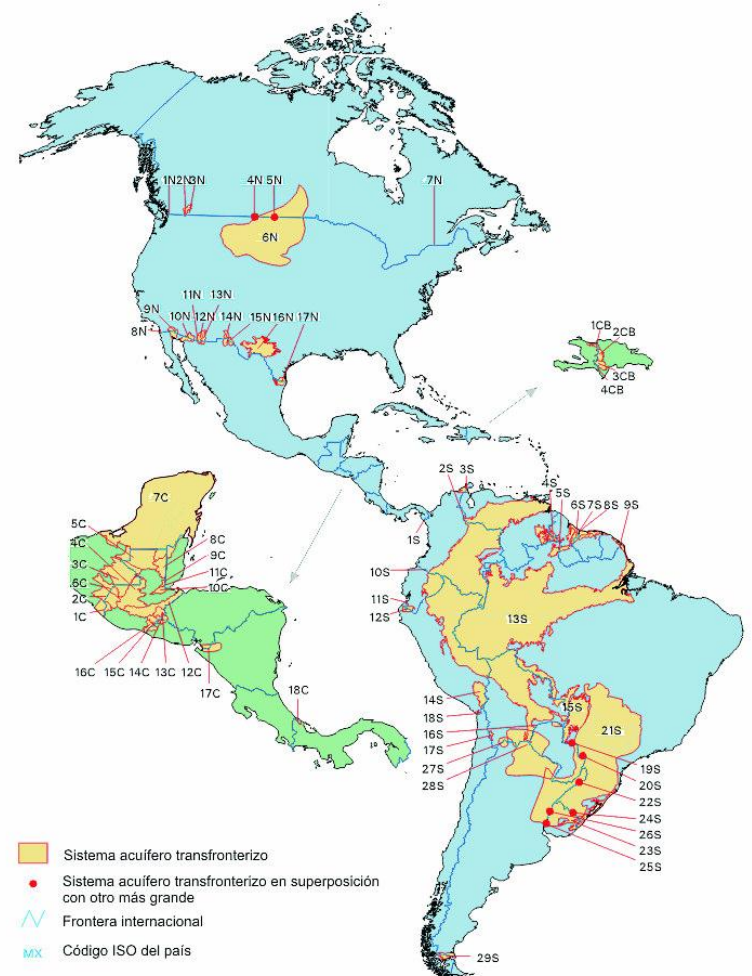 1N 2N 3N 4N 5N 7N
6N
11N 13N
9N 10N 12N 14N 15N 16N 17N
8N
1CB
2CB
3CB
4CB
7C
5C
4C
3C
6C
2C
1C
8C
9C
11C
10C
16C 15C 14C 13C 12C
17C
18C
2S 3S
4S
5S
6S 7S 8S 9S
1S
10S
11S
12S
13S
14S
18S
16S
17S
27S
28S
15S
21S
19S
20S
22S
24S
26S
23S
25S
29S
Sistema acuífero transfronterizo
Sistema acuífero transfronterizo en superposición
con otro más grande
Frontera internacional
MX Código ISO del país